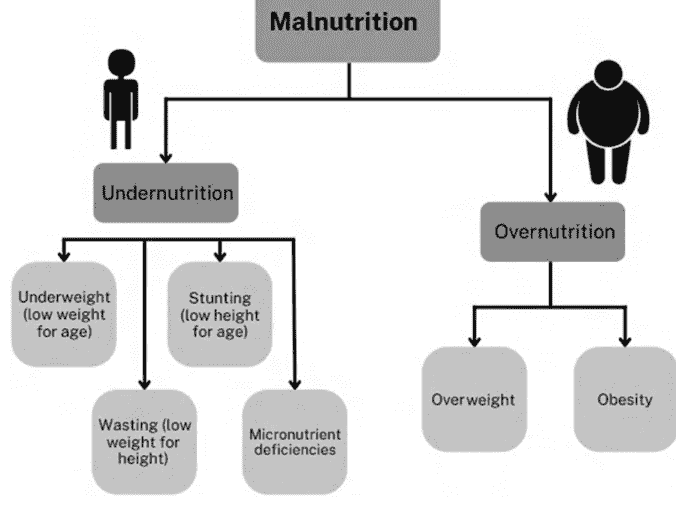 Malnutrition
Undernutrition
Overnutrition
Underweight
(low weight
for age)
Stunting
(low height
for age)
Wasting (low
weight for
height)
Micronutrient
deficiencies
Overweight
Obesity